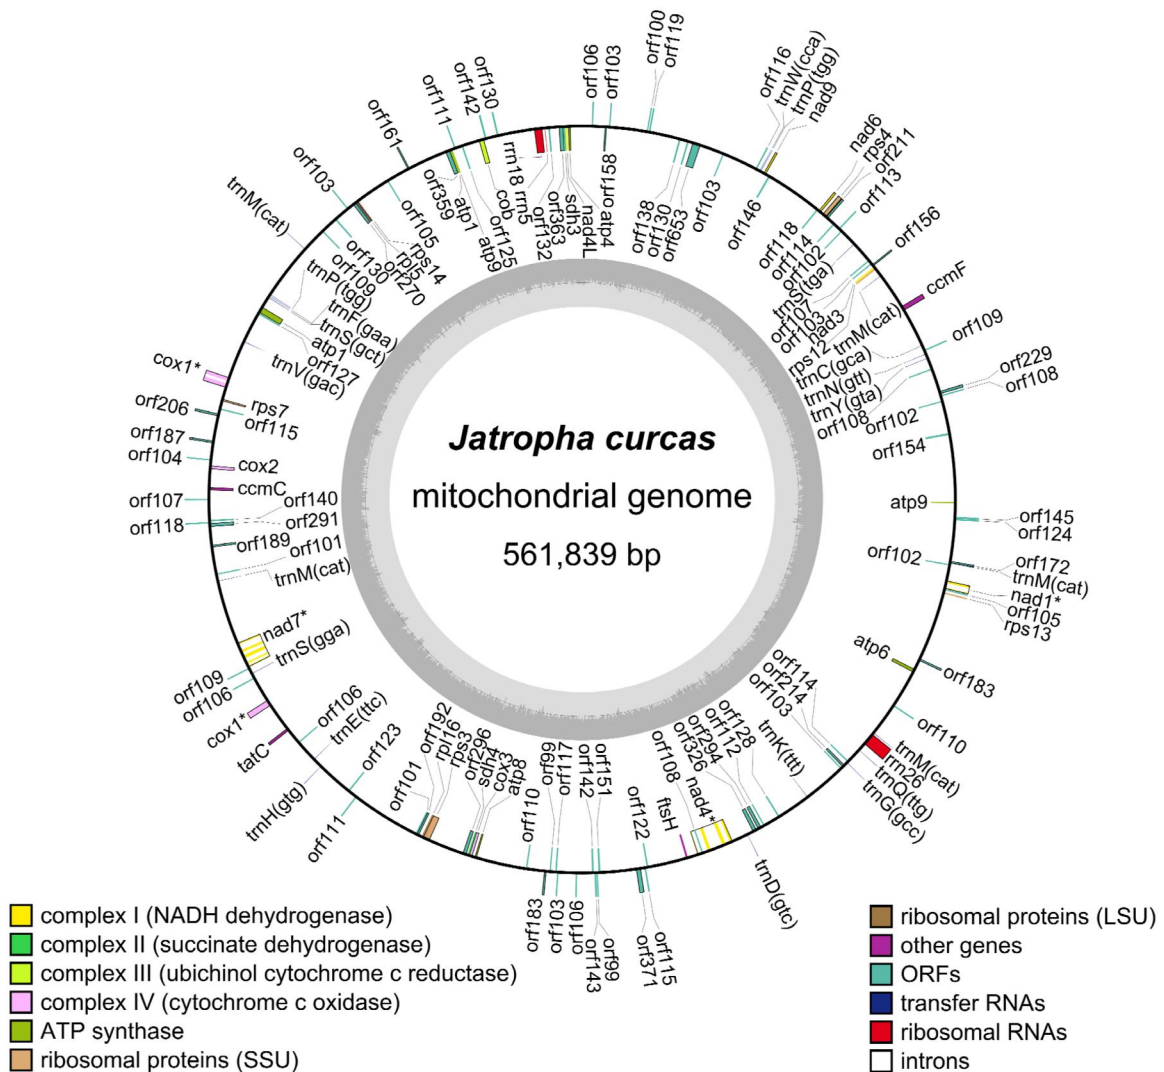 Jatropha curcas
mitochondrial genome
561,839 bp
orf106
orf103
orf100
orf119
orf116
trnW(cca)
trnP(tgg)
nad9
nad6
rps4
orf211
orf113
orf156
ccmF
orf109
orf229
orf108
orf145
orf124
orf172
trnM(cat)
nad1*
orf105
rps13
orf183
orf110
trnM(cat)
rrn26
trnQ(ttg)
trnG(gcc)
trnD(gtc)
orf115
orf371
orf99
orf143
orf106
orf103
orf183
orf111
trnH(gtg)
tatC
cox1*
orf106
orf109
orf118
orf107
orf104
orf187
orf206
cox1*
trnM(cat)
orf103
orf161
orf111
orf142
orf130
rrn18
rrn5
orf132
orf363
sdh3
nad4L
atp4
orf158
orf138
orf130
orf653
orf103
orf146
orf118
orf114
orf102
trnS(tga)
orf107
orf103
nad3
rps12
trnM(cat)
trnC(gca)
trnN(gtt)
trnY(gta)
orf108
orf102
orf154
atp9
orf102
atp6
orf114
orf214
orf103
trnK(ttt)
orf128
orf112
orf294
orf326
nad4*
orf108
ftsH
orf122
orf151
orf142
orf117
orf99
orf110
atp8
cox3
sdh4
orf296
rps3
rpl16
orf192
orf101
orf123
trnE(ttc)
orf106
trnS(gga)
nad7*
trnM(cat)
orf101
orf189
orf291
orf140
ccmC
cox2
orf115
rps7
trnV(gac)
orf127
atp1
trnS(gct)
trnF(gaa)
trnP(tgg)
orf109
orf130
orf270
rpl5
rps14
orf105
orf359
atp1
atp9
orf125
cob
complex I (NADH dehydrogenase)
complex II (succinate dehydrogenase)
complex III (ubichinol cytochrome c reductase)
complex IV (cytochrome c oxidase)
ATP synthase
ribosomal proteins (SSU)
ribosomal proteins (LSU)
other genes
ORFs
transfer RNAs
ribosomal RNAs
introns